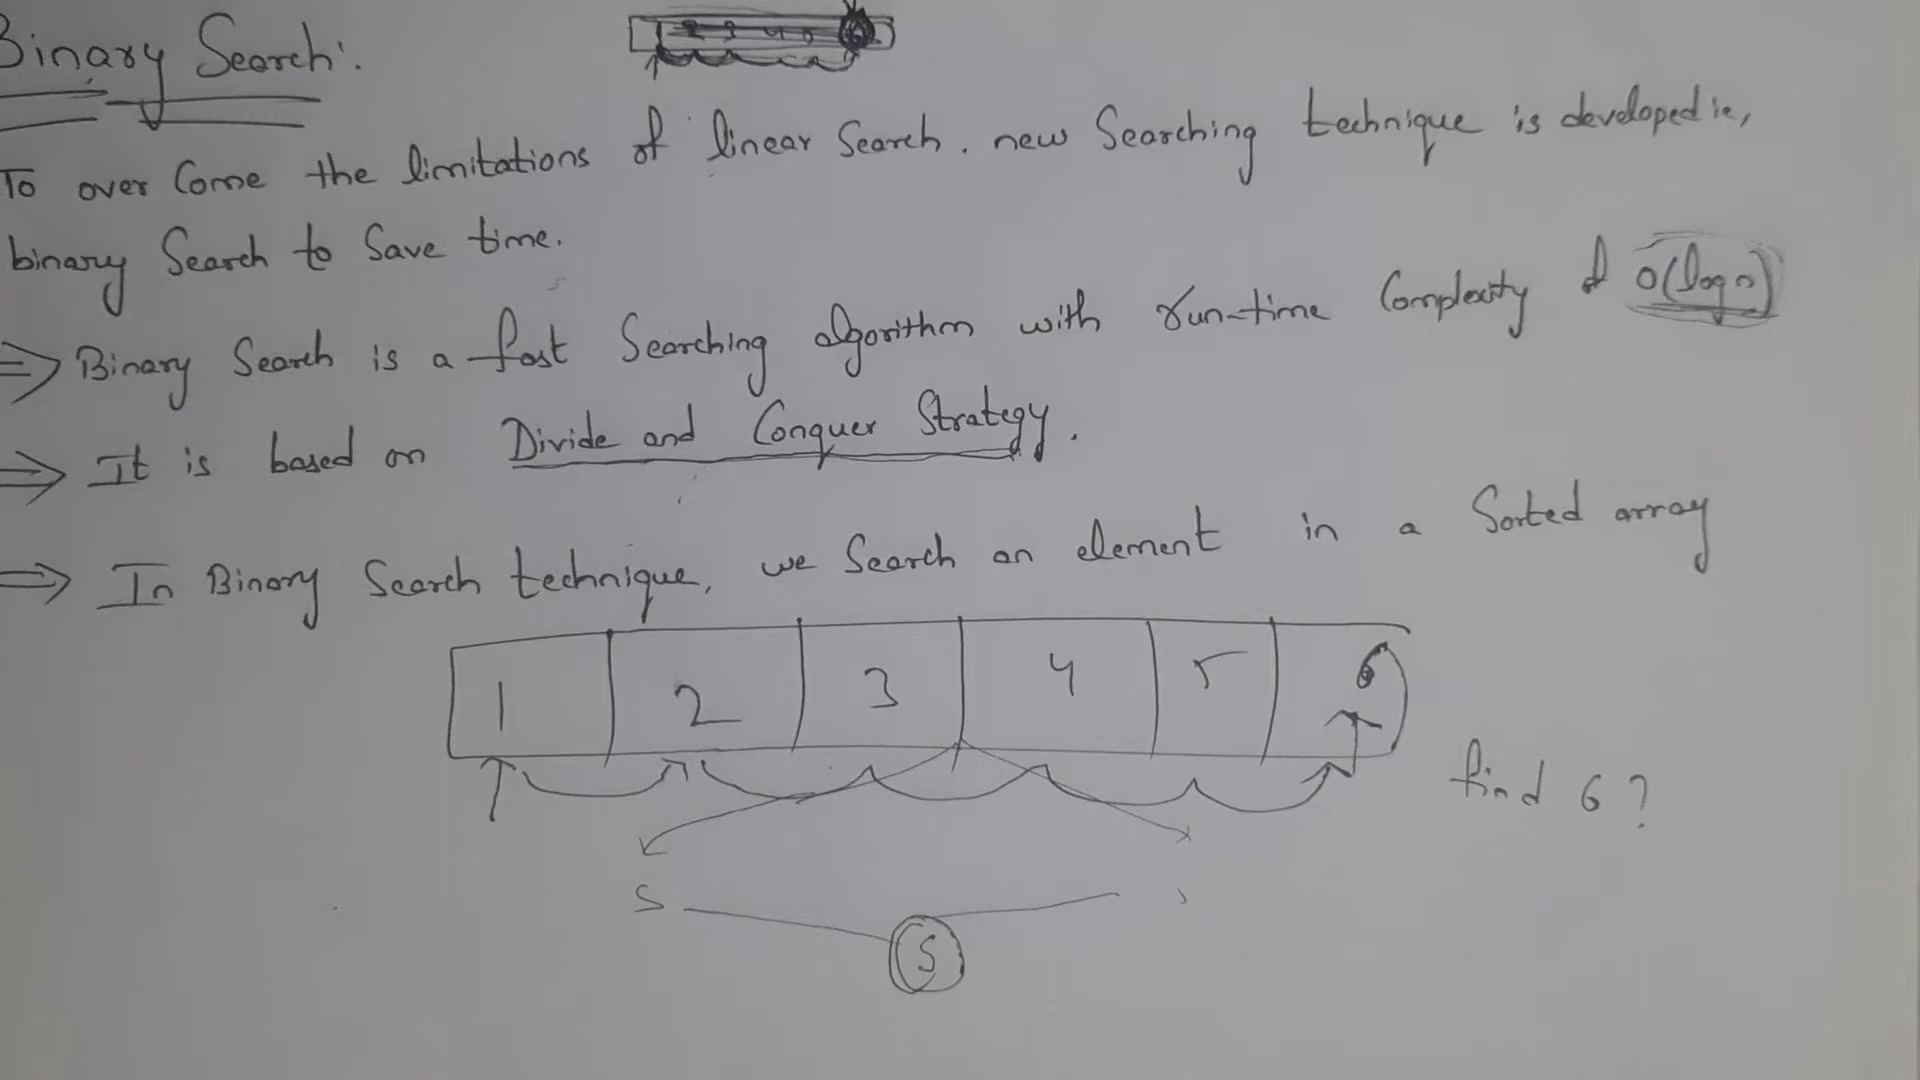 Binary Search:
To over Come the limitations of linear Search. new Searching technique is developed ie,
binary Search to Save time.
⇒ Binary Search is a fast Searching algorithm with run-time Complexity of O(log n)
⇒ It is based on Divide and Conquer Strategy.
⇒ In Binary Search technique, we Search an element in a Sorted array
1 2 3 4 5 6
find 6?
S
S